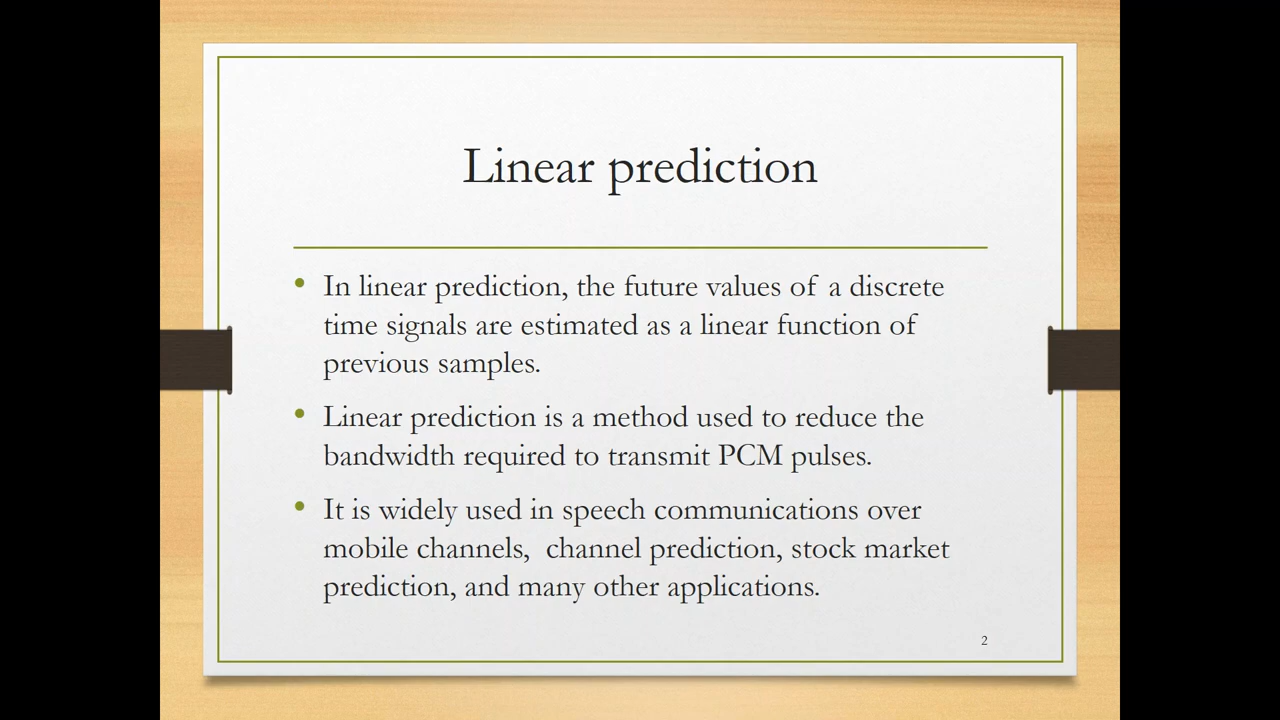 Linear prediction
• In linear prediction, the future values of a discrete
time signals are estimated as a linear function of
previous samples.
• Linear prediction is a method used to reduce the
bandwidth required to transmit PCM pulses.
• It is widely used in speech communications over
mobile channels,  channel prediction, stock market
prediction, and many other applications.
2